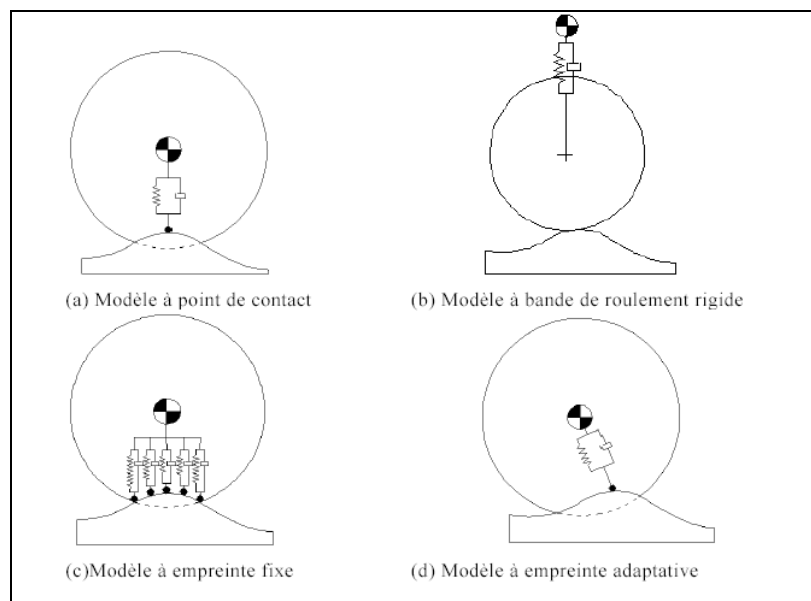 (a) Modèle à point de contact
(b) Modèle à bande de roulement rigide
(c)Modèle à empreinte fixe
(d) Modèle à empreinte adaptative